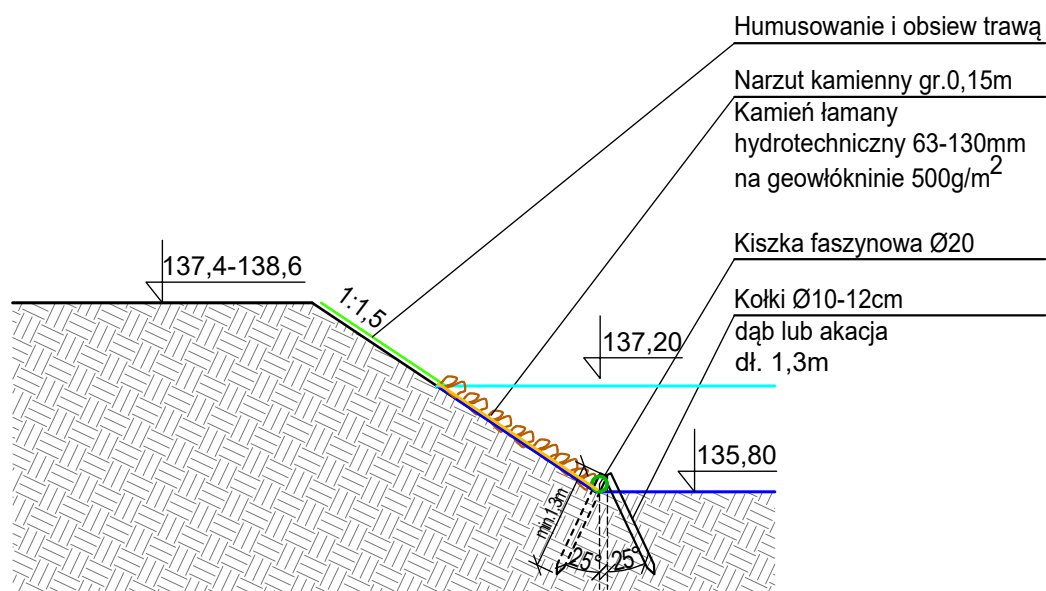 Humusowanie i obsiew trawą
Narzut kamienny gr.0,15m
Kamień łamany
hydrotechniczny 63-130mm
na geowłókninie 500g/m²
Kiszka faszynowa Ø20
Kołki Ø10-12cm
dąb lub akacja
dł. 1,3m
137,4-138,6
1:1,5
137,20
135,80
min.1,3m
25°
25°